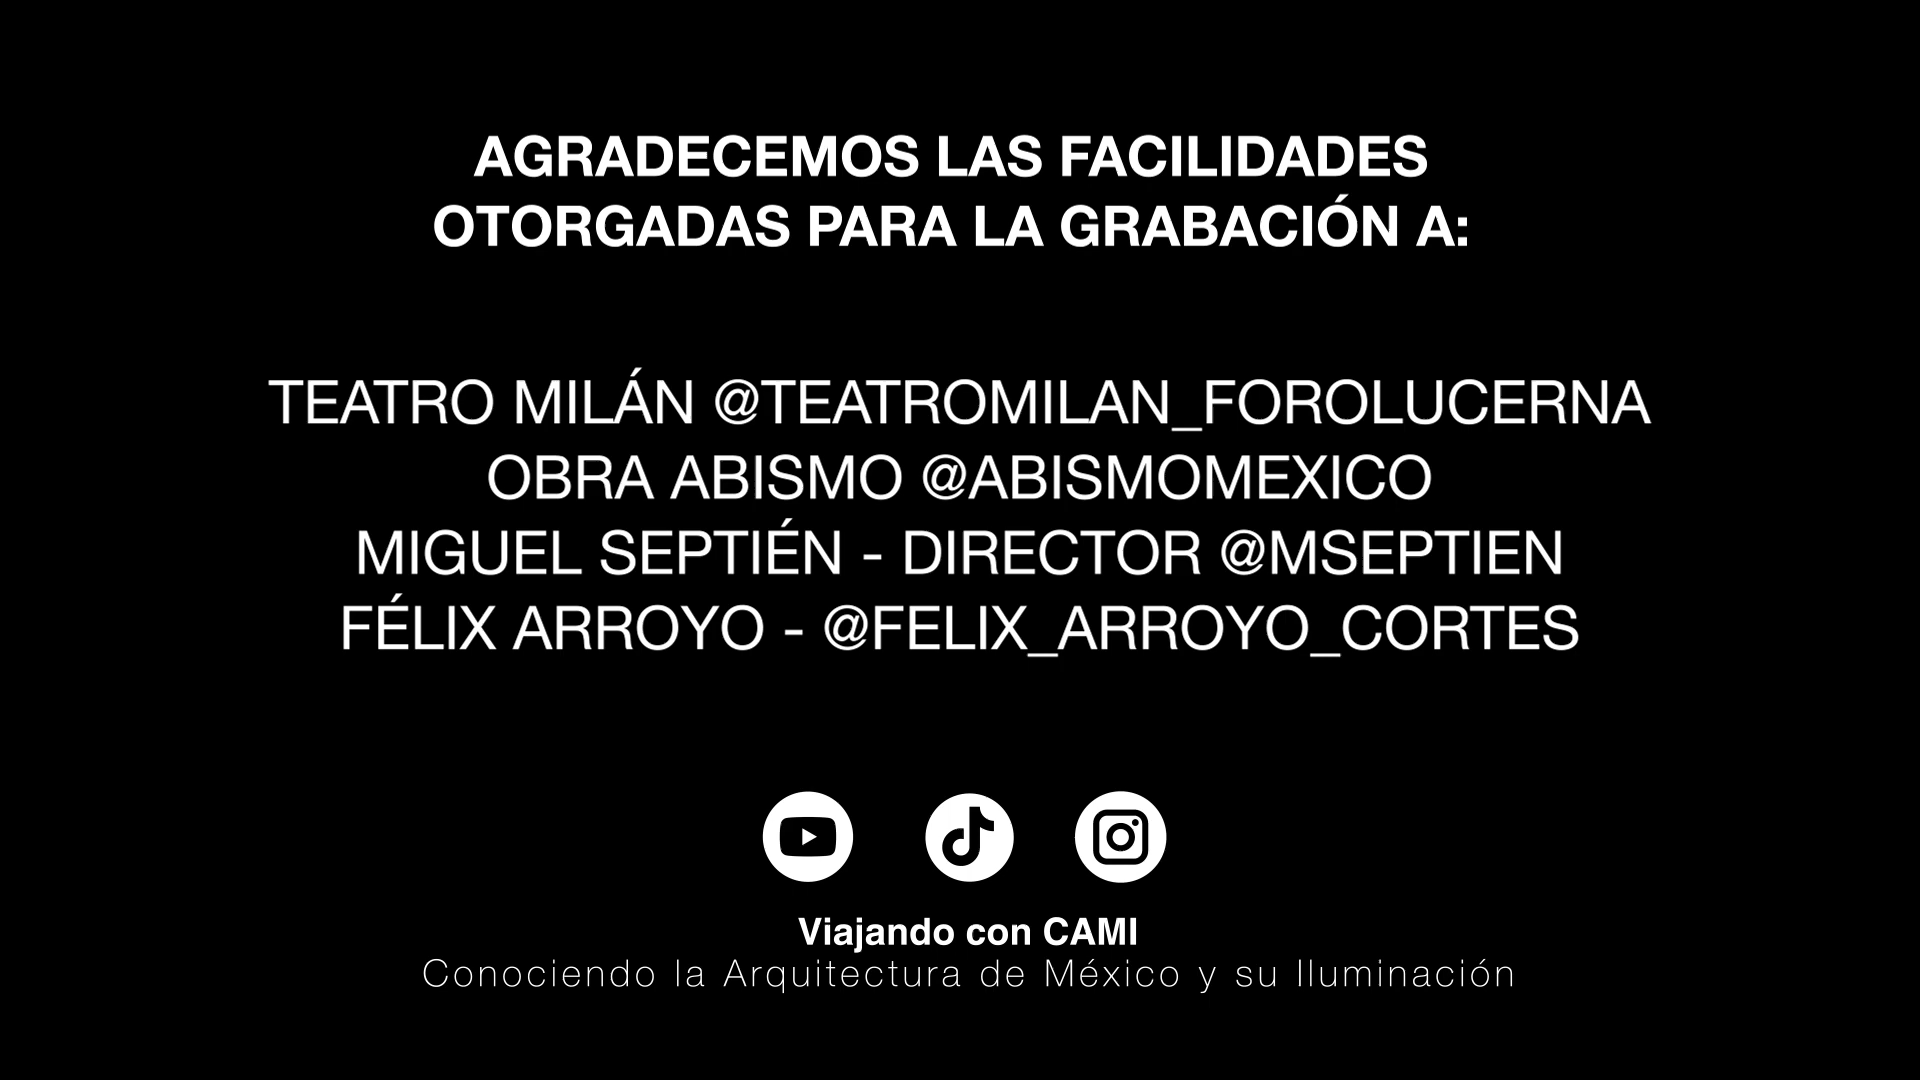 AGRADECEMOS LAS FACILIDADES
OTORGADAS PARA LA GRABACIÓN A:
TEATRO MILÁN @TEATROMILAN_FOROLUCERNA
OBRA ABISMO @ABISMOMEXICO
MIGUEL SEPTIÉN - DIRECTOR @MSEPTIEN
FÉLIX ARROYO - @FELIX_ARROYO_CORTES
Viajando con CAMI
Conociendo la Arquitectura de México y su Iluminación